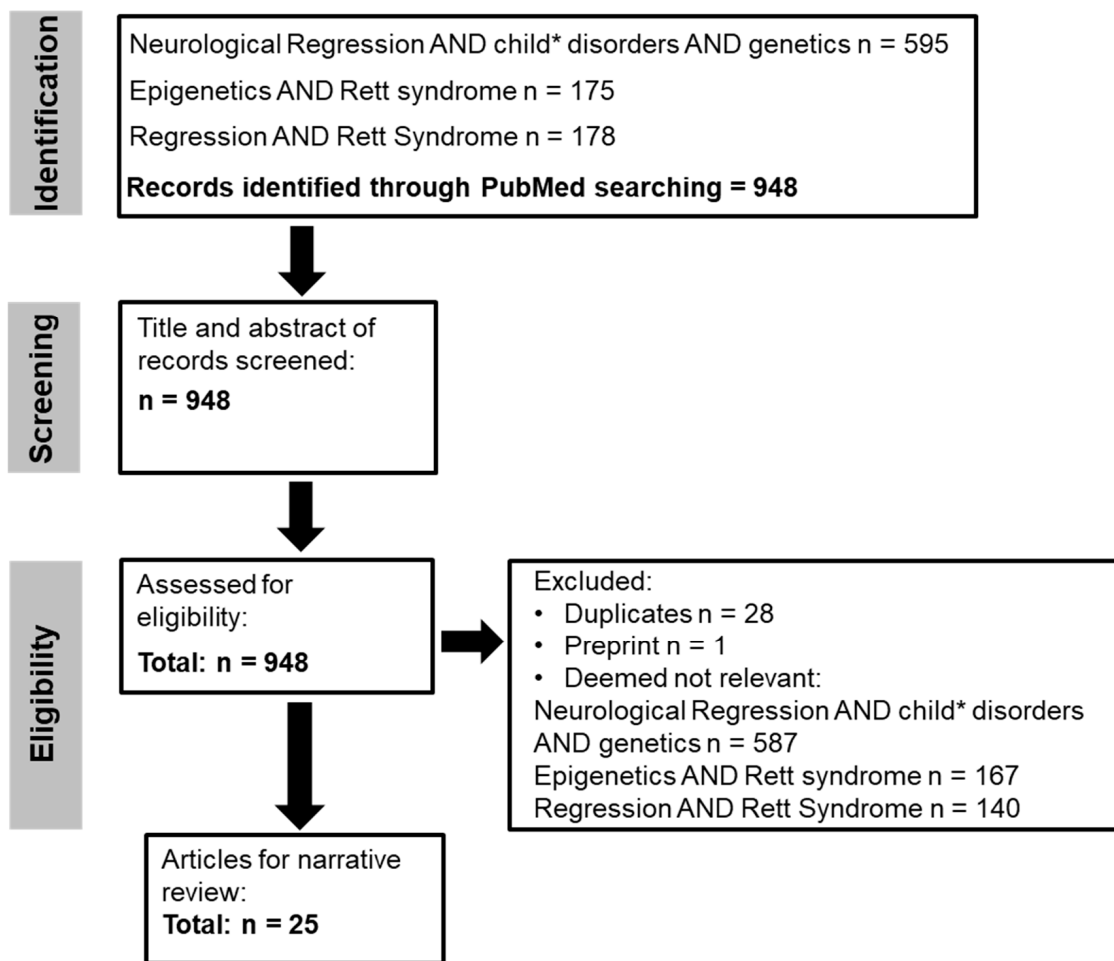 Identification
Neurological Regression AND child* disorders AND genetics n = 595
Epigenetics AND Rett syndrome n = 175
Regression AND Rett Syndrome n = 178
Records identified through PubMed searching = 948
Screening
Title and abstract of
records screened:
n = 948
Eligibility
Assessed for
eligibility:
Total: n = 948
Excluded:
• Duplicates n = 28
• Preprint n = 1
• Deemed not relevant:
Neurological Regression AND child* disorders
AND genetics n = 587
Epigenetics AND Rett syndrome n = 167
Regression AND Rett Syndrome n = 140
Articles for narrative
review:
Total: n = 25